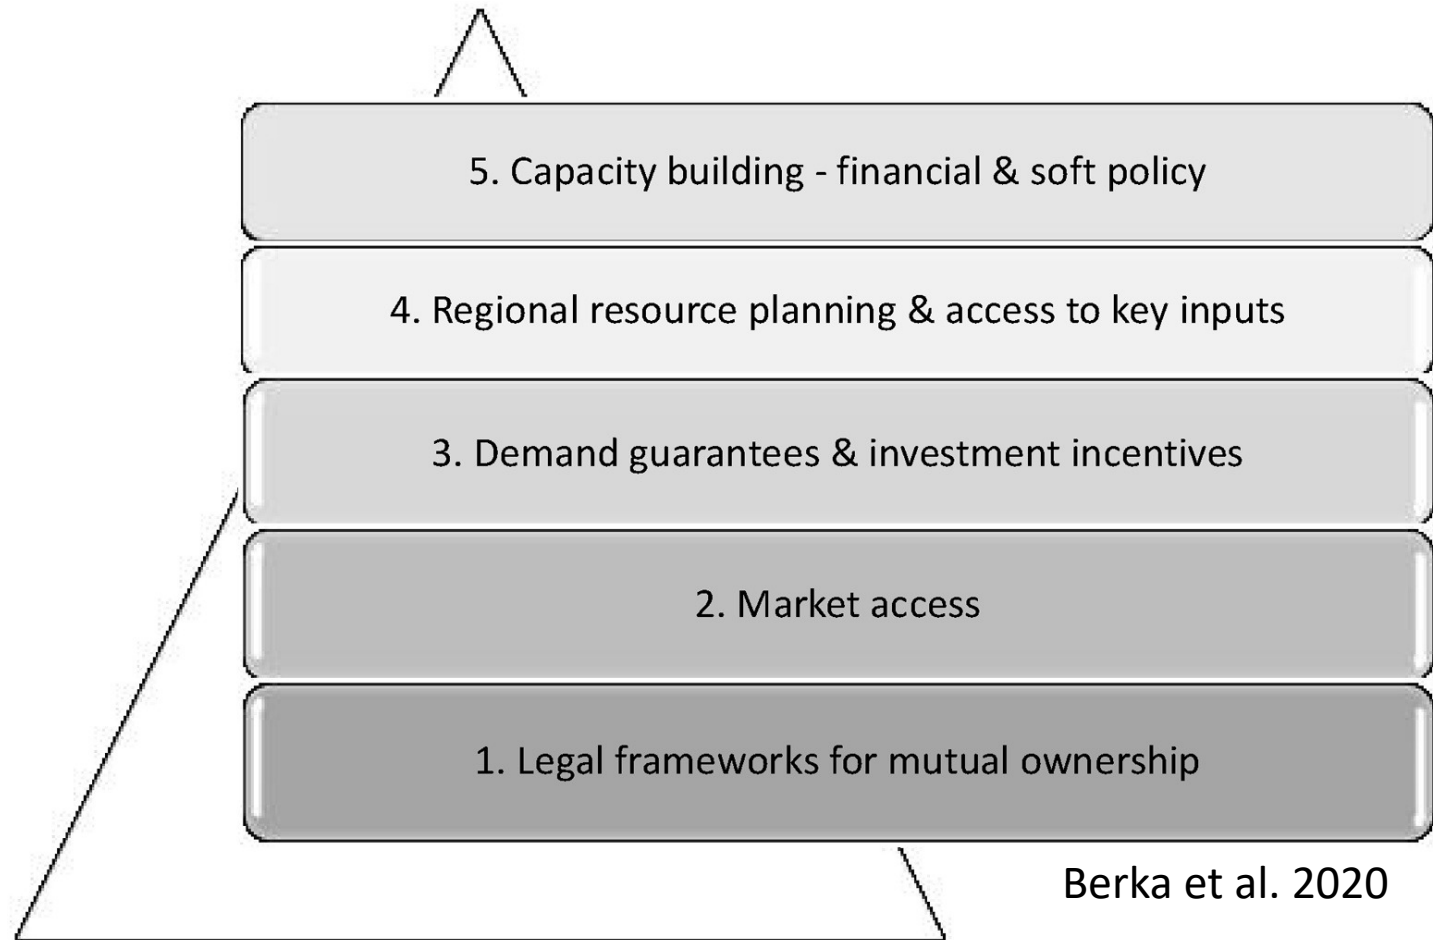 5. Capacity building - financial & soft policy
4. Regional resource planning & access to key inputs
3. Demand guarantees & investment incentives
2. Market access
1. Legal frameworks for mutual ownership
Berka et al. 2020